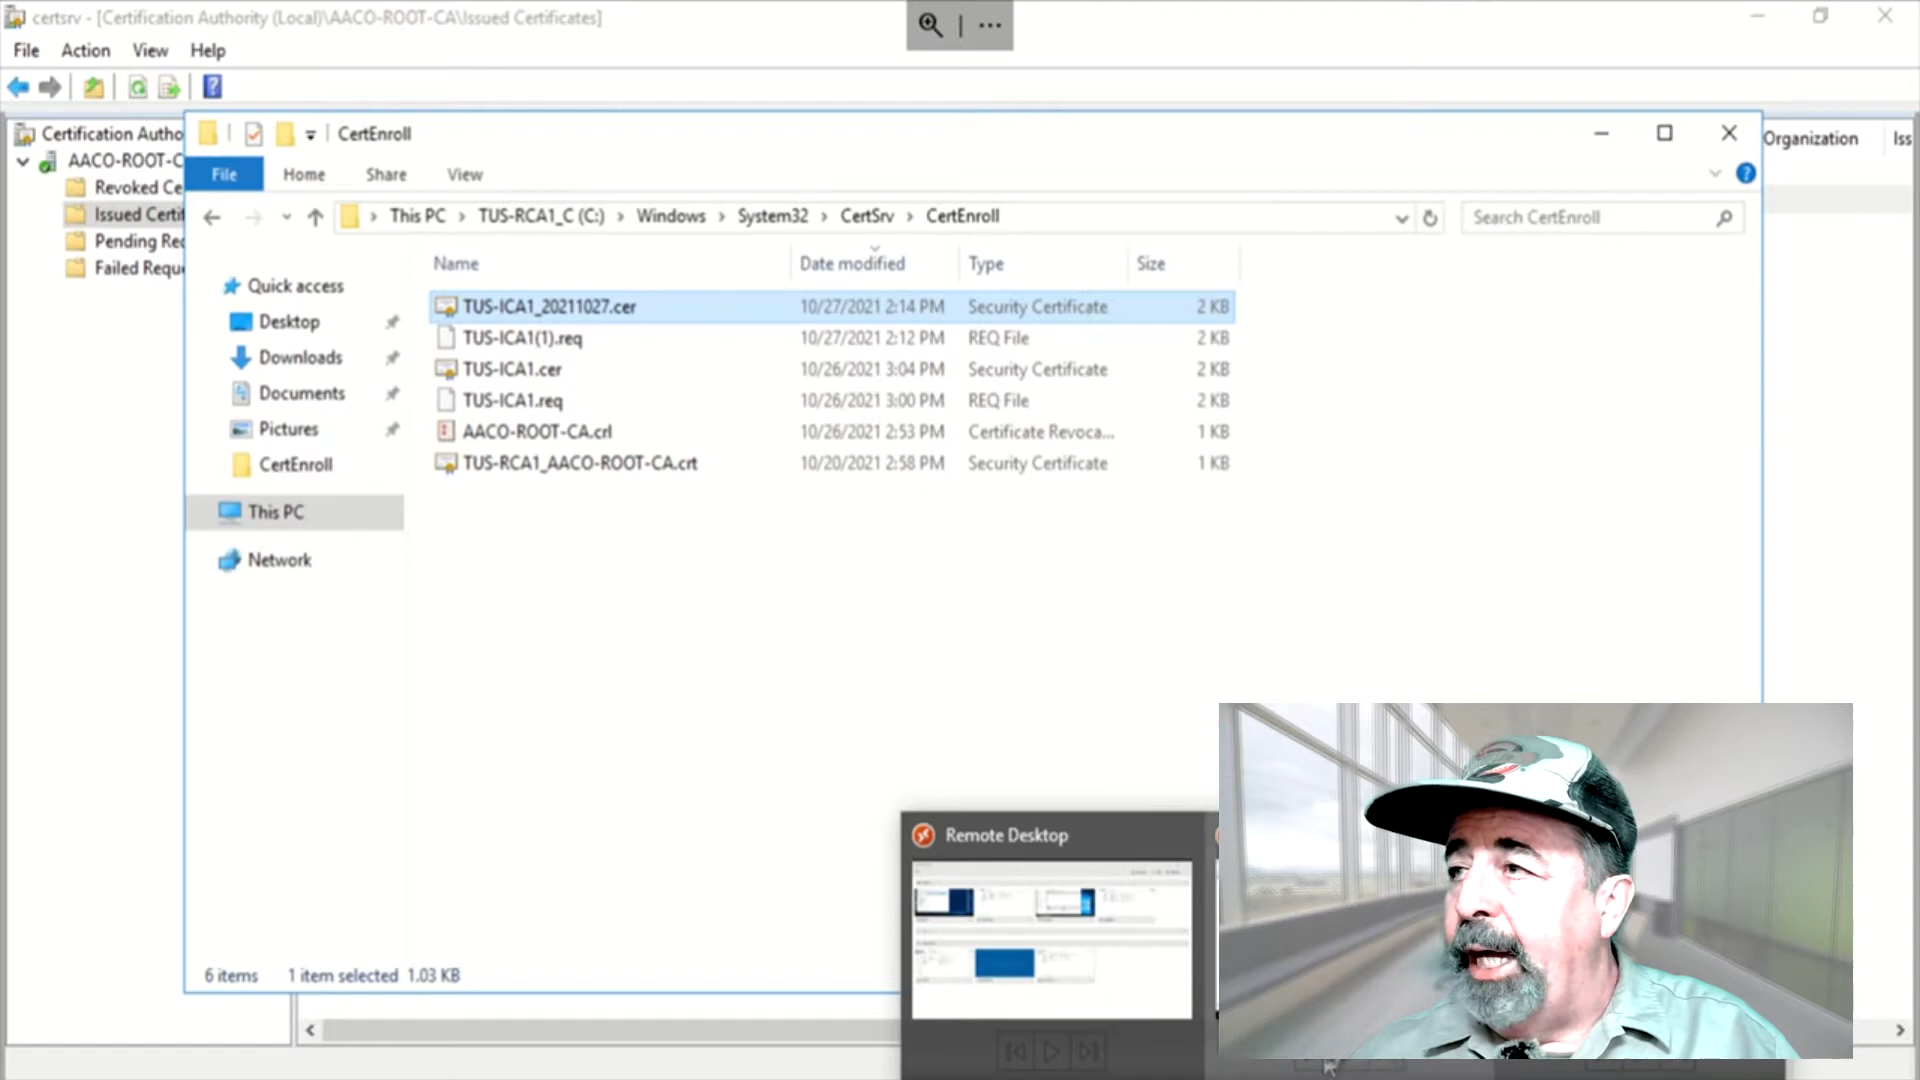 certsrv - [Certification Authority (Local)\AACO-ROOT-CA\Issued Certificates]
File Action View Help
Certification Autho
AACO-ROOT-C
Revoked Ce
Issued Certif
Pending Rec
Failed Reque
Organization Iss
CertEnroll
File Home Share View
This PC > TUS-RCA1_C (C:) > Windows > System32 > CertSrv > CertEnroll
Search CertEnroll
Name Date modified Type Size
TUS-ICA1_20211027.cer 10/27/2021 2:14 PM Security Certificate 2 KB
TUS-ICA1(1).req 10/27/2021 2:12 PM REQ File 2 KB
TUS-ICA1.cer 10/26/2021 3:04 PM Security Certificate 2 KB
TUS-ICA1.req 10/26/2021 3:00 PM REQ File 2 KB
AACO-ROOT-CA.crl 10/26/2021 2:53 PM Certificate Revoca... 1 KB
TUS-RCA1_AACO-ROOT-CA.crt 10/20/2021 2:58 PM Security Certificate 1 KB
Quick access
Desktop
Downloads
Documents
Pictures
CertEnroll
This PC
Network
6 items 1 item selected 1.03 KB
Remote Desktop